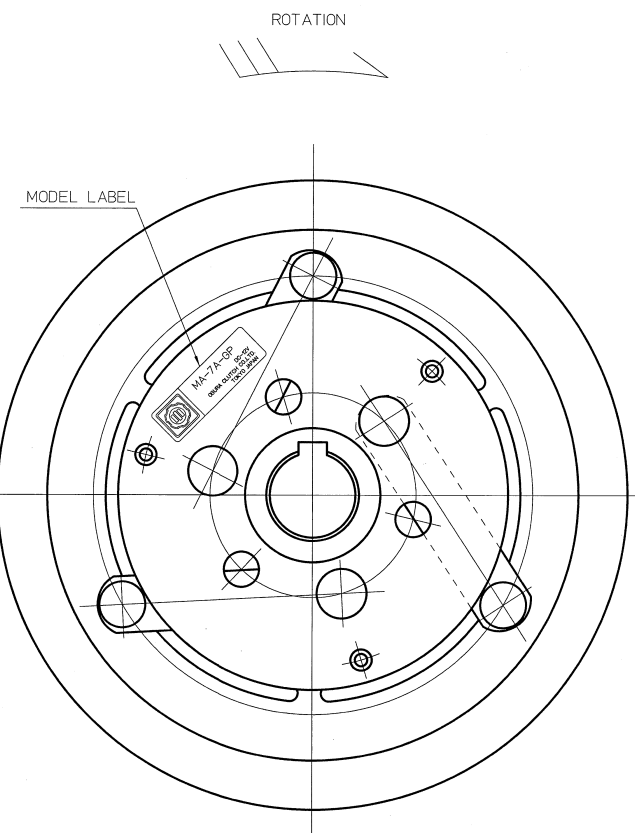 ROTATION
MODEL LABEL
MA-7A-GP
DC-12V
OGURA CLUTCH CO.,LTD.
TOKYO JAPAN